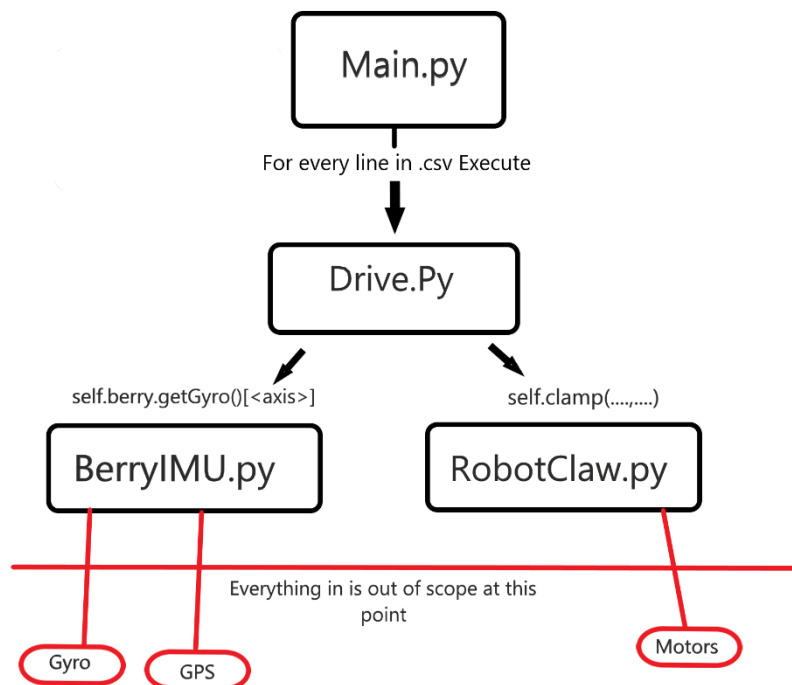 Main.py
For every line in .csv Execute
Drive.Py
self.berry.getGyro()[<axis>]
self.clamp(....,....)
BerryIMU.py
RobotClaw.py
Everything in is out of scope at this
point
Gyro
GPS
Motors